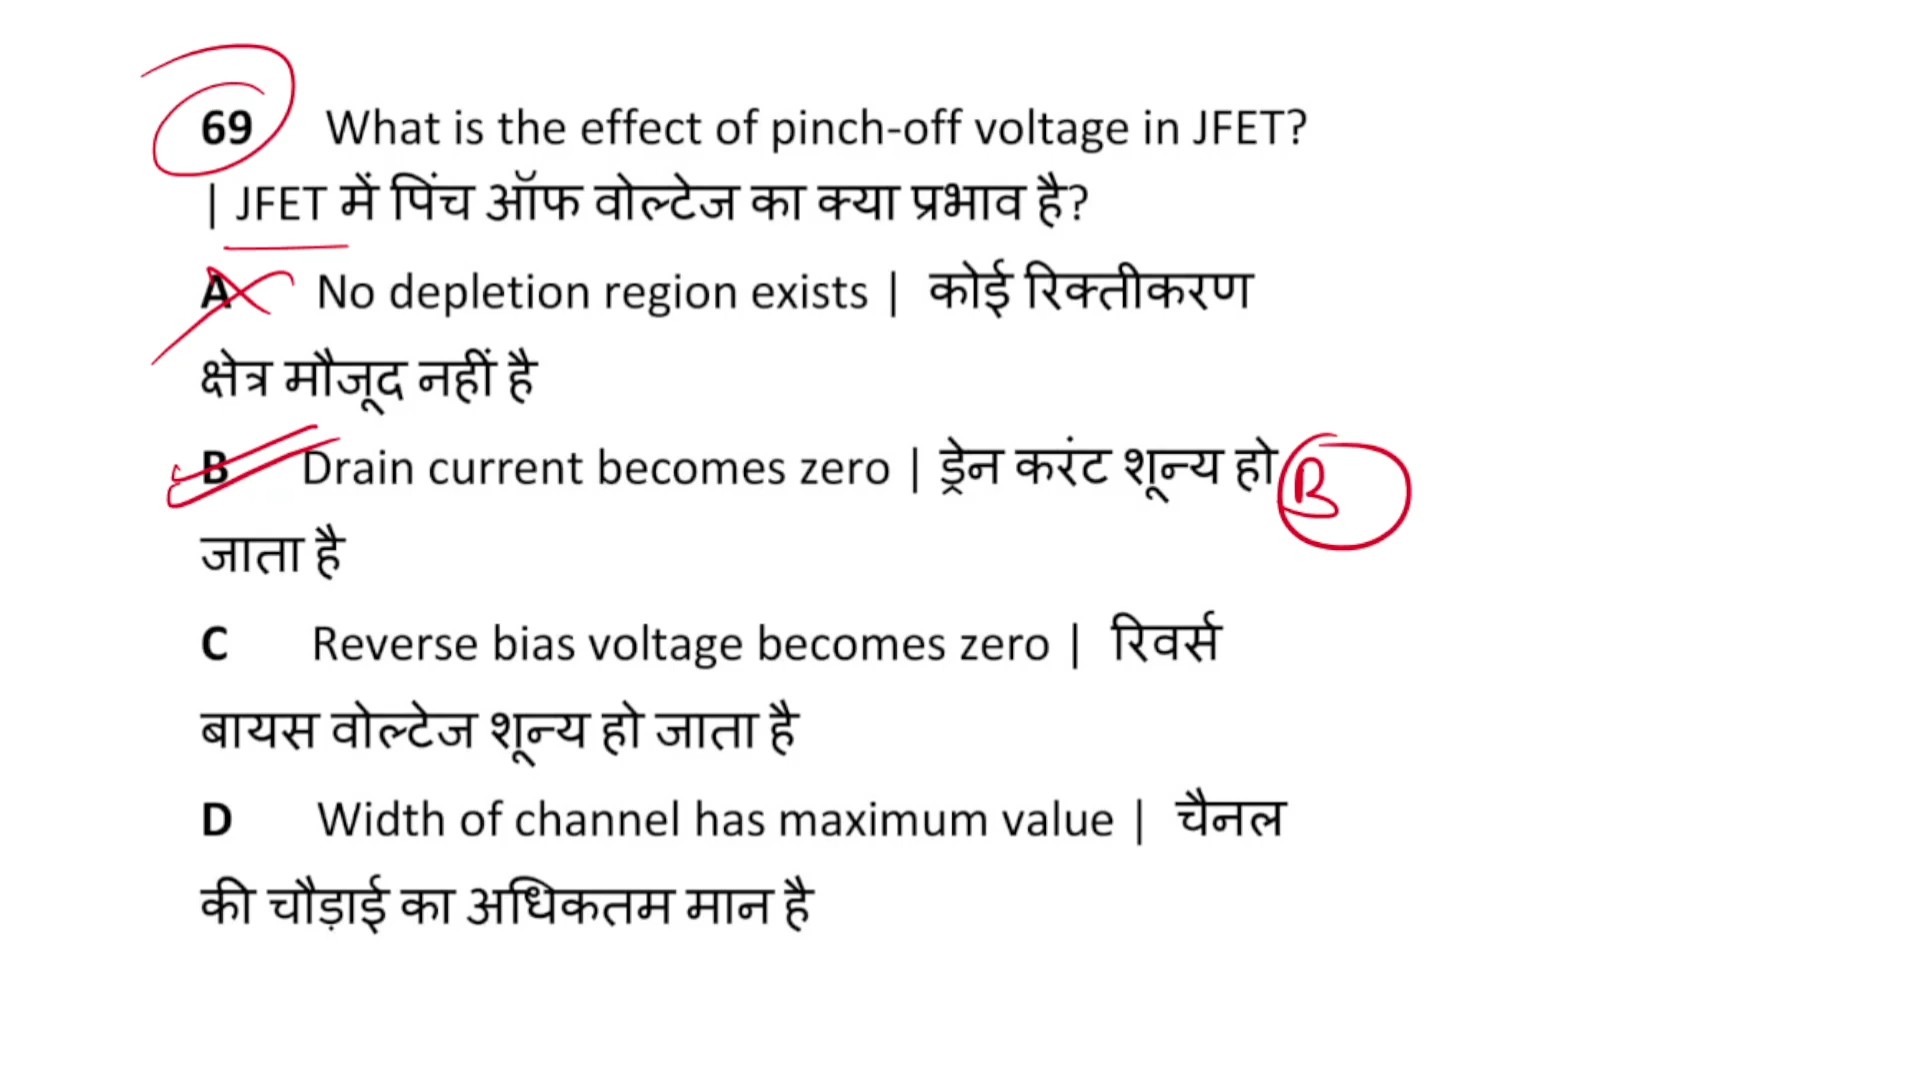 69 What is the effect of pinch-off voltage in JFET?
| JFET में पिंच ऑफ वोल्टेज का क्या प्रभाव है?
A No depletion region exists | कोई रिक्तीकरण
क्षेत्र मौजूद नहीं है
B Drain current becomes zero | ड्रेन करंट शून्य हो B
जाता है
C Reverse bias voltage becomes zero | रिवर्स
बायस वोल्टेज शून्य हो जाता है
D Width of channel has maximum value | चैनल
की चौड़ाई का अधिकतम मान है